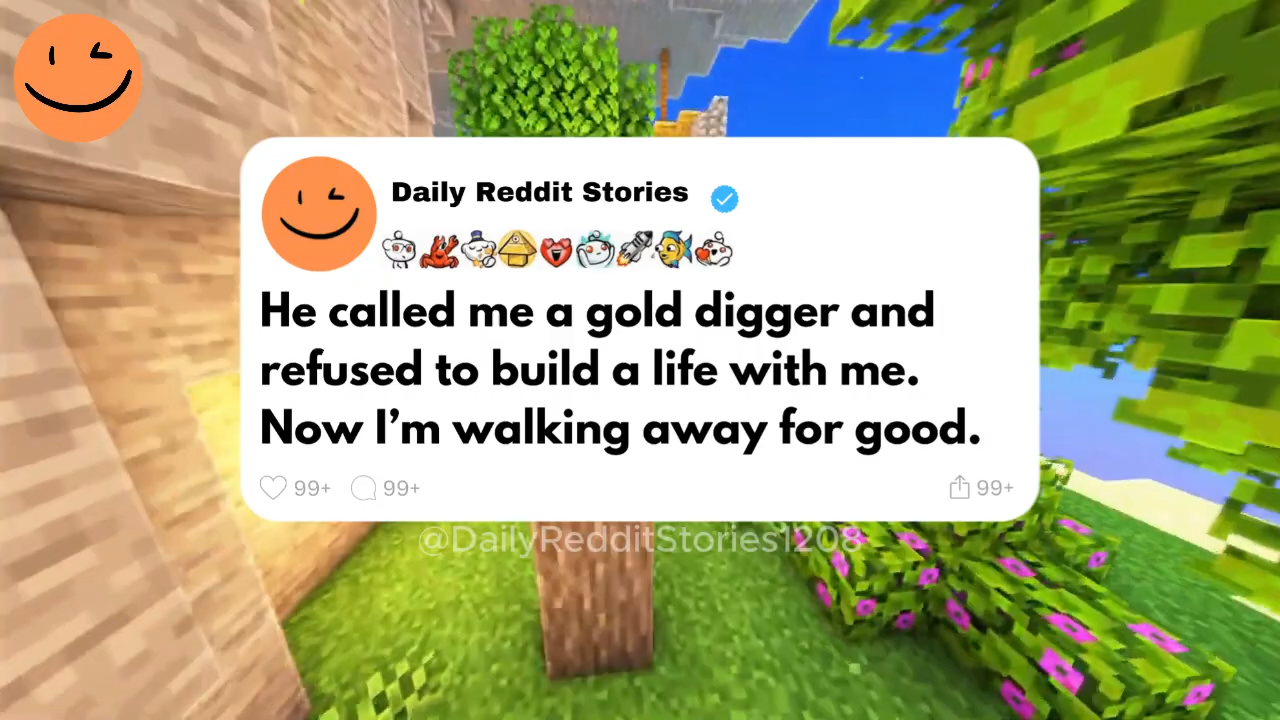 Daily Reddit Stories
He called me a gold digger and
refused to build a life with me.
Now I’m walking away for good.
99+ 99+ 99+
@DailyRedditStories1208